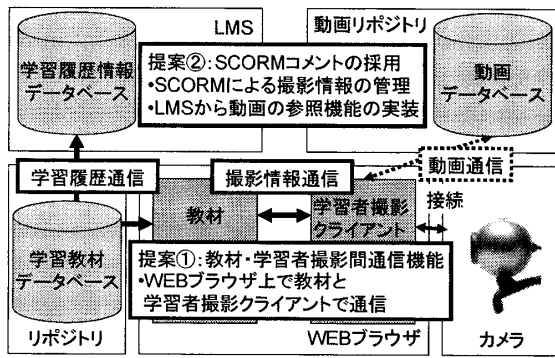 LMS
動画リポジトリ
学習履歴情報
データベース
提案②:SCORMコメントの採用
•SCORMによる撮影情報の管理
•LMSから動画の参照機能の実装
動画
データベース
学習履歴通信
撮影情報通信
動画通信
教材
学習者撮影
クライアント
接続
学習教材
データベース
提案①:教材・学習者撮影間通信機能
•WEBブラウザ上で教材と
学習者撮影クライアントで通信
リポジトリ
WEBブラウザ
カメラ